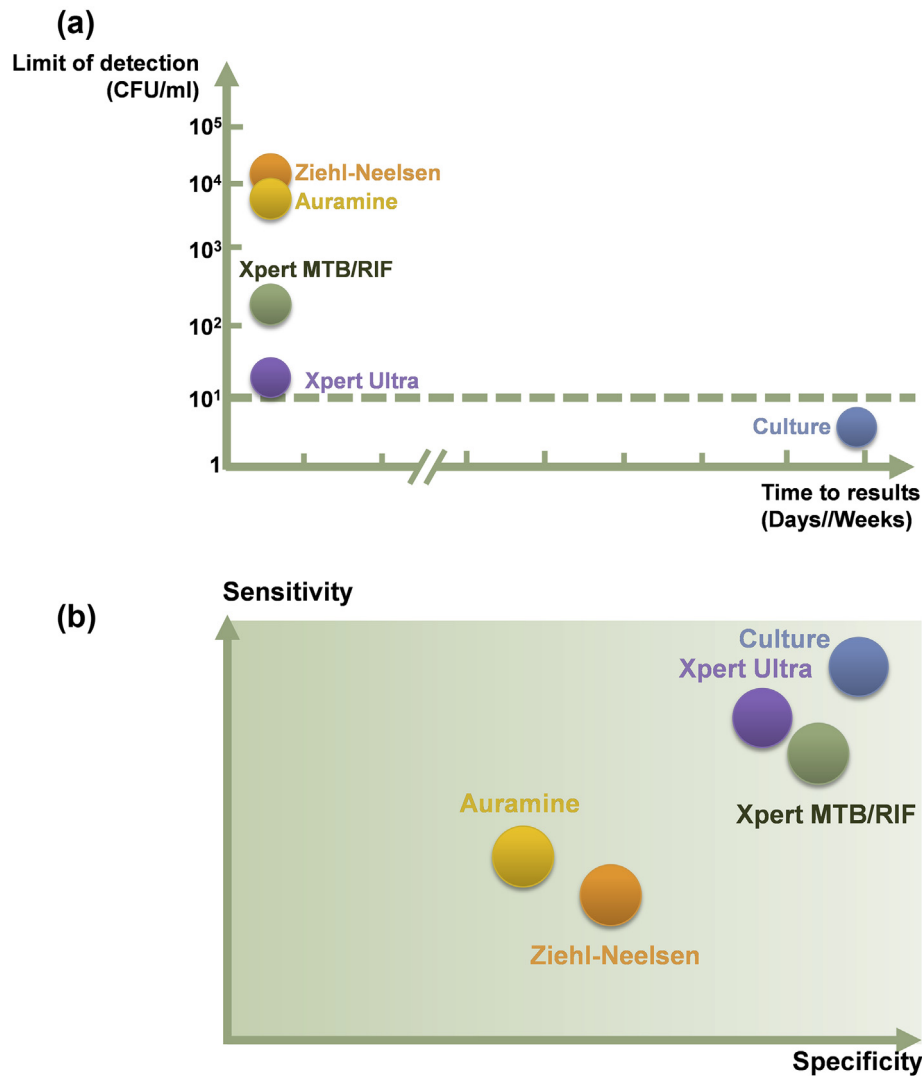 (a)
Limit of detection
(CFU/ml)
10⁵
Ziehl-Neelsen
10⁴
Auramine
10³
Xpert MTB/RIF
10²
Xpert Ultra
10¹
Culture
1
Time to results
(Days//Weeks)
Sensitivity
(b)
Culture
Xpert Ultra
Auramine
Xpert MTB/RIF
Ziehl-Neelsen
Specificity